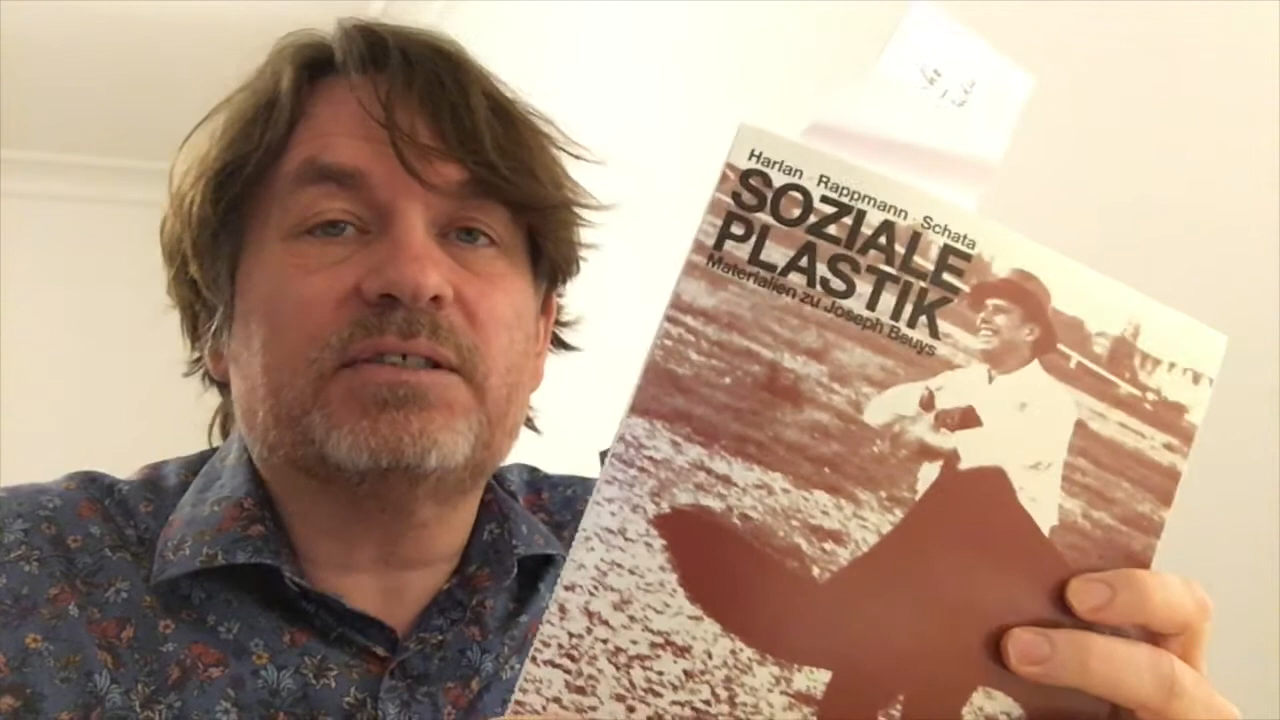 Harlan · Rappmann · Schata
SOZIALE
PLASTIK
Materialien zu Joseph Beuys